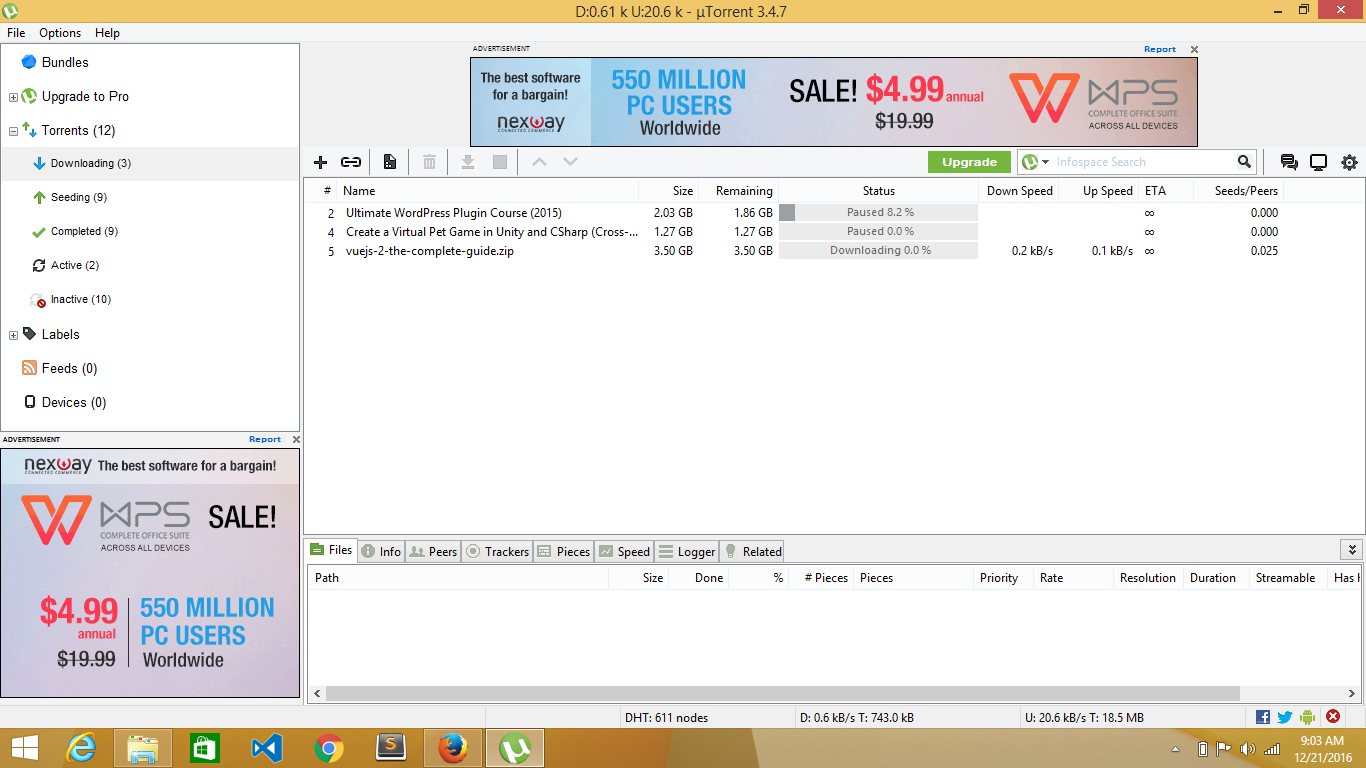 D:0.61 k U:20.6 k - µTorrent 3.4.7
File Options Help
Bundles
Upgrade to Pro
Torrents (12)
Downloading (3)
Seeding (9)
Completed (9)
Active (2)
Inactive (10)
Labels
Feeds (0)
Devices (0)
ADVERTISEMENT Report
nexway
CONNECTED COMMERCE
The best software for a bargain!
WPS
COMPLETE OFFICE SUITE
ACROSS ALL DEVICES
SALE!
$4.99
annual
$19.99
550 MILLION
PC USERS
Worldwide
ADVERTISEMENT Report
The best software
for a bargain!
nexway
CONNECTED COMMERCE
550 MILLION
PC USERS
Worldwide
SALE! $4.99 annual
$19.99
WPS
COMPLETE OFFICE SUITE
ACROSS ALL DEVICES
Upgrade Infospace Search
# Name Size Remaining Status Down Speed Up Speed ETA Seeds/Peers
2 Ultimate WordPress Plugin Course (2015) 2.03 GB 1.86 GB Paused 8.2 % ∞ 0.000
4 Create a Virtual Pet Game in Unity and CSharp (Cross-... 1.27 GB 1.27 GB Paused 0.0 % ∞ 0.000
5 vuejs-2-the-complete-guide.zip 3.50 GB 3.50 GB Downloading 0.0 % 0.2 kB/s 0.1 kB/s ∞ 0.025
Files Info Peers Trackers Pieces Speed Logger Related
Path Size Done % # Pieces Pieces Priority Rate Resolution Duration Streamable Has
DHT: 611 nodes D: 0.6 kB/s T: 743.0 kB U: 20.6 kB/s T: 18.5 MB
9:03 AM
12/21/2016